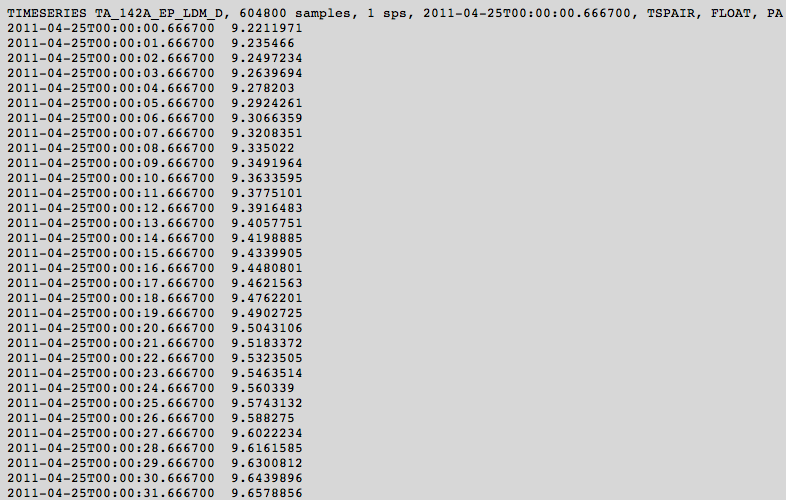 TIMESERIES TA_142A_EP_LDM_D, 604800 samples, 1 sps, 2011-04-25T00:00:00.666700, TSPAIR, FLOAT, PA
2011-04-25T00:00:00.666700 9.2211971
2011-04-25T00:00:01.666700 9.235466
2011-04-25T00:00:02.666700 9.2497234
2011-04-25T00:00:03.666700 9.2639694
2011-04-25T00:00:04.666700 9.278203
2011-04-25T00:00:05.666700 9.2924261
2011-04-25T00:00:06.666700 9.3066359
2011-04-25T00:00:07.666700 9.3208351
2011-04-25T00:00:08.666700 9.335022
2011-04-25T00:00:09.666700 9.3491964
2011-04-25T00:00:10.666700 9.3633595
2011-04-25T00:00:11.666700 9.3775101
2011-04-25T00:00:12.666700 9.3916483
2011-04-25T00:00:13.666700 9.4057751
2011-04-25T00:00:14.666700 9.4198885
2011-04-25T00:00:15.666700 9.4339905
2011-04-25T00:00:16.666700 9.4480801
2011-04-25T00:00:17.666700 9.4621563
2011-04-25T00:00:18.666700 9.4762201
2011-04-25T00:00:19.666700 9.4902725
2011-04-25T00:00:20.666700 9.5043106
2011-04-25T00:00:21.666700 9.5183372
2011-04-25T00:00:22.666700 9.5323505
2011-04-25T00:00:23.666700 9.5463514
2011-04-25T00:00:24.666700 9.560339
2011-04-25T00:00:25.666700 9.5743132
2011-04-25T00:00:26.666700 9.588275
2011-04-25T00:00:27.666700 9.6022234
2011-04-25T00:00:28.666700 9.6161585
2011-04-25T00:00:29.666700 9.6300812
2011-04-25T00:00:30.666700 9.6439896
2011-04-25T00:00:31.666700 9.6578856